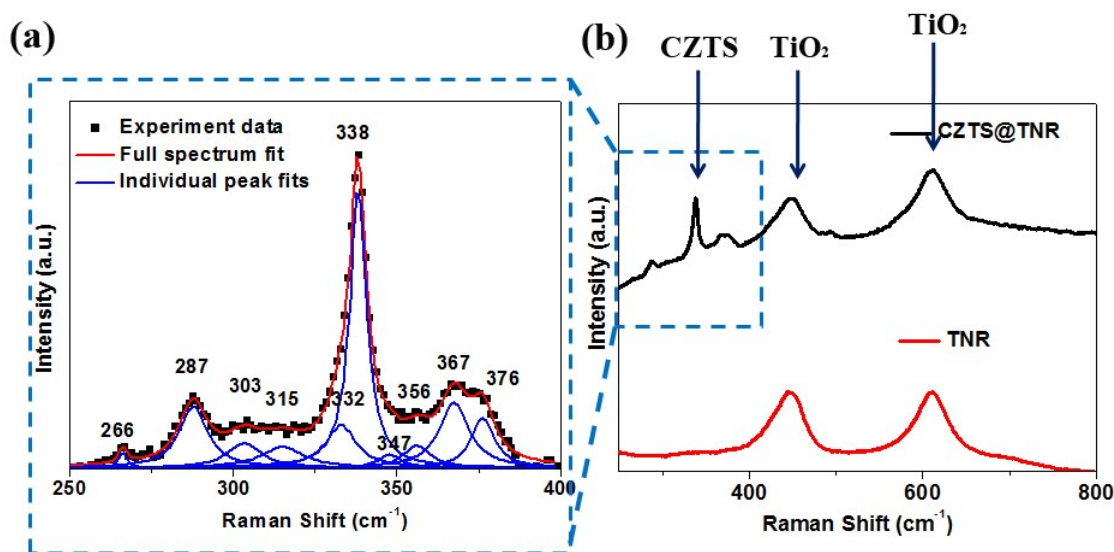 (a)
Experiment data
Full spectrum fit
Individual peak fits
338
287
303
315
332
347
356
367
376
266
Intensity (a.u.)
250
300
350
400
Raman Shift (cm⁻¹)
(b)
CZTS
TiO₂
TiO₂
CZTS@TNR
TNR
Intensity (a.u.)
400
600
800
Raman Shift (cm⁻¹)